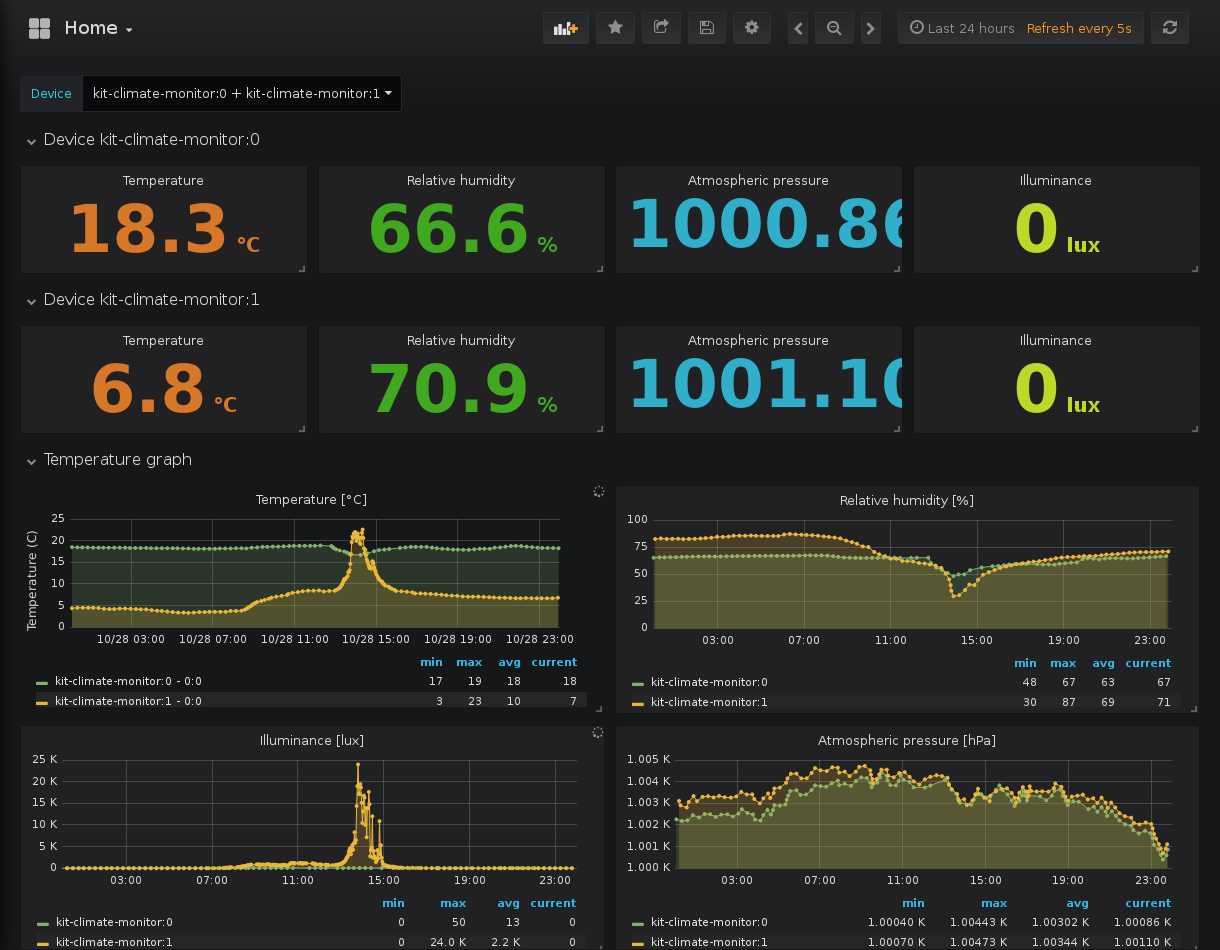 Home
Last 24 hours Refresh every 5s
Device kit-climate-monitor:0 + kit-climate-monitor:1
Device kit-climate-monitor:0
Temperature Relative humidity Atmospheric pressure Illuminance
18.3 °C 66.6 % 1000.86 0 lux
Device kit-climate-monitor:1
Temperature Relative humidity Atmospheric pressure Illuminance
6.8 °C 70.9 % 1001.10 0 lux
Temperature graph
Temperature [°C]
Temperature (C)
25
20
15
10
5
0
10/28 03:00 10/28 07:00 10/28 11:00 10/28 15:00 10/28 19:00 10/28 23:00
min max avg current
kit-climate-monitor:0 - 0:0 17 19 18 18
kit-climate-monitor:1 - 0:0 3 23 10 7
Relative humidity [%]
100
75
50
25
0
03:00 07:00 11:00 15:00 19:00 23:00
min max avg current
kit-climate-monitor:0 48 67 63 67
kit-climate-monitor:1 30 87 69 71
Illuminance [lux]
25 K
20 K
15 K
10 K
5 K
0
03:00 07:00 11:00 15:00 19:00 23:00
min max avg current
kit-climate-monitor:0 0 50 13 0
kit-climate-monitor:1 0 24.0 K 2.2 K 0
Atmospheric pressure [hPa]
1.005 K
1.004 K
1.003 K
1.002 K
1.001 K
1.000 K
03:00 07:00 11:00 15:00 19:00 23:00
min max avg current
kit-climate-monitor:0 1.00040 K 1.00443 K 1.00302 K 1.00086 K
kit-climate-monitor:1 1.00070 K 1.00473 K 1.00344 K 1.00110 K